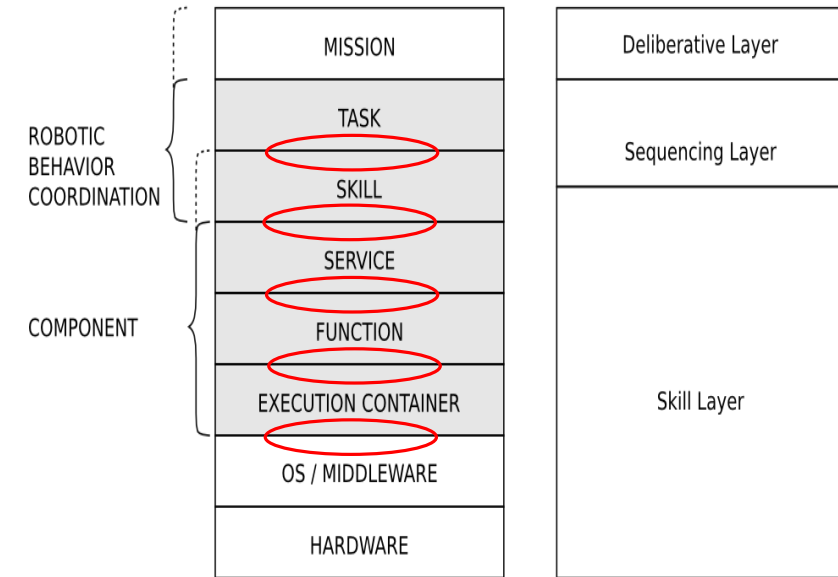 MISSION
TASK
SKILL
SERVICE
FUNCTION
EXECUTION CONTAINER
OS / MIDDLEWARE
HARDWARE
ROBOTIC
BEHAVIOR
COORDINATION
COMPONENT
Deliberative Layer
Sequencing Layer
Skill Layer